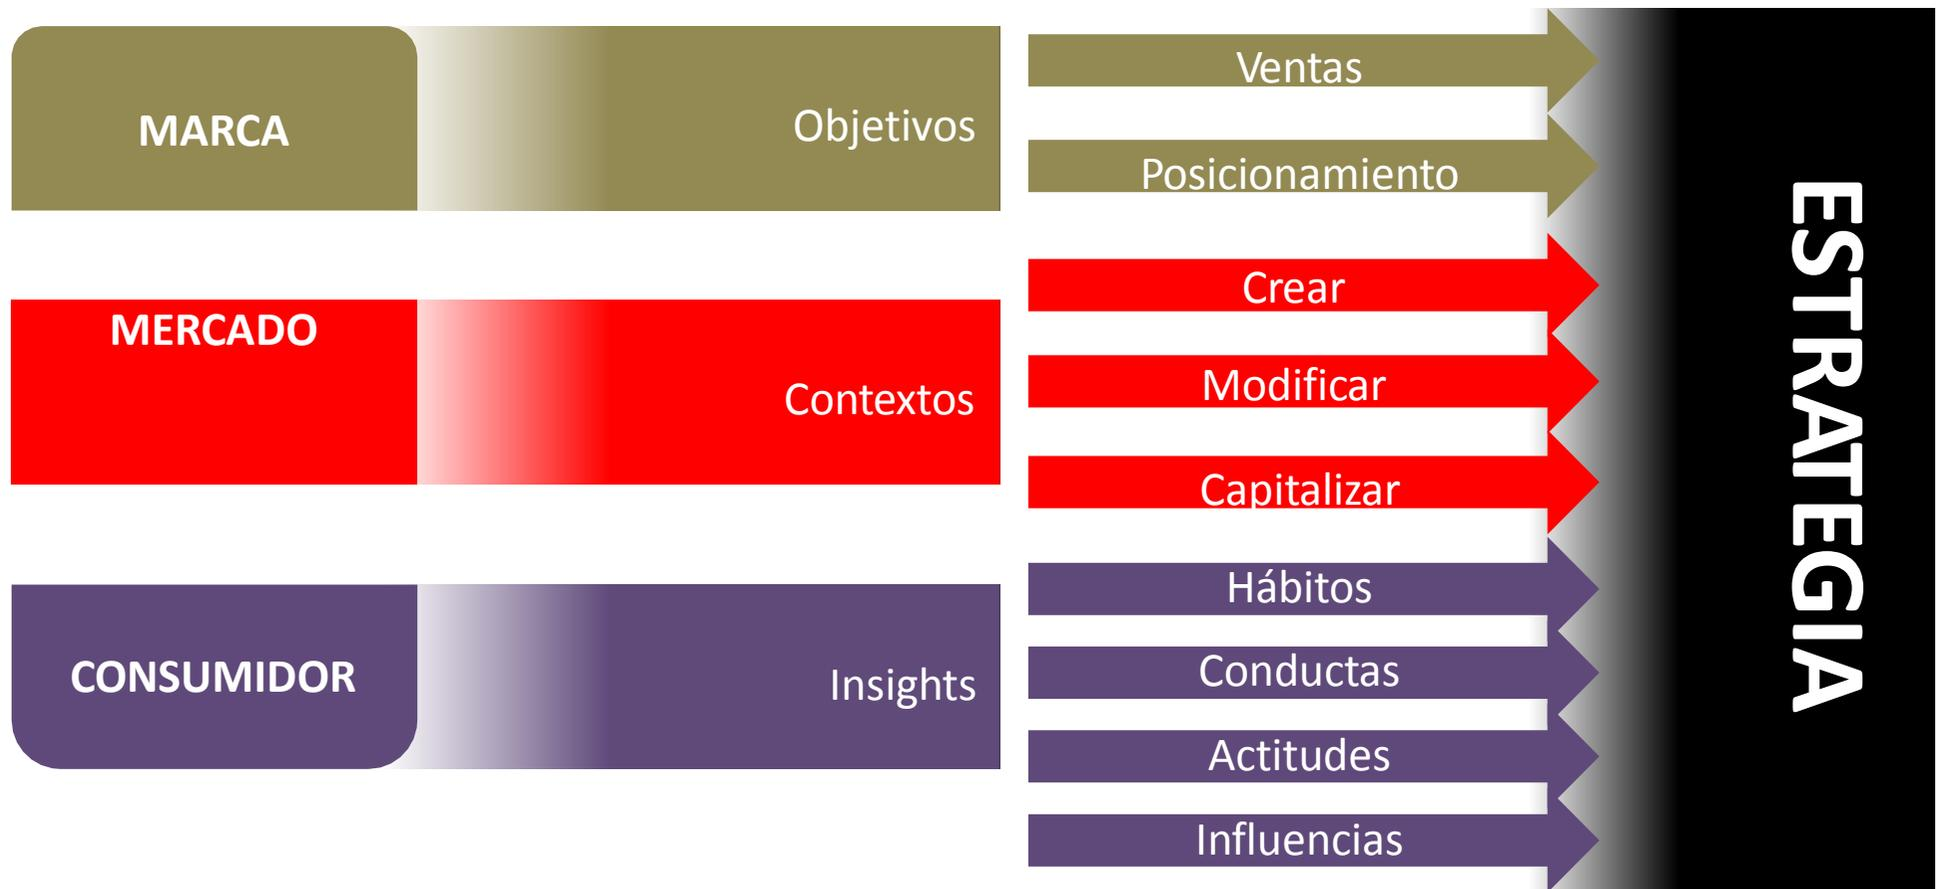 MARCA
Objetivos
Ventas
Posicionamiento
MERCADO
Contextos
Crear
Modificar
Capitalizar
CONSUMIDOR
Insights
Hábitos
Conductas
Actitudes
Influencias
ESTRATEGIA